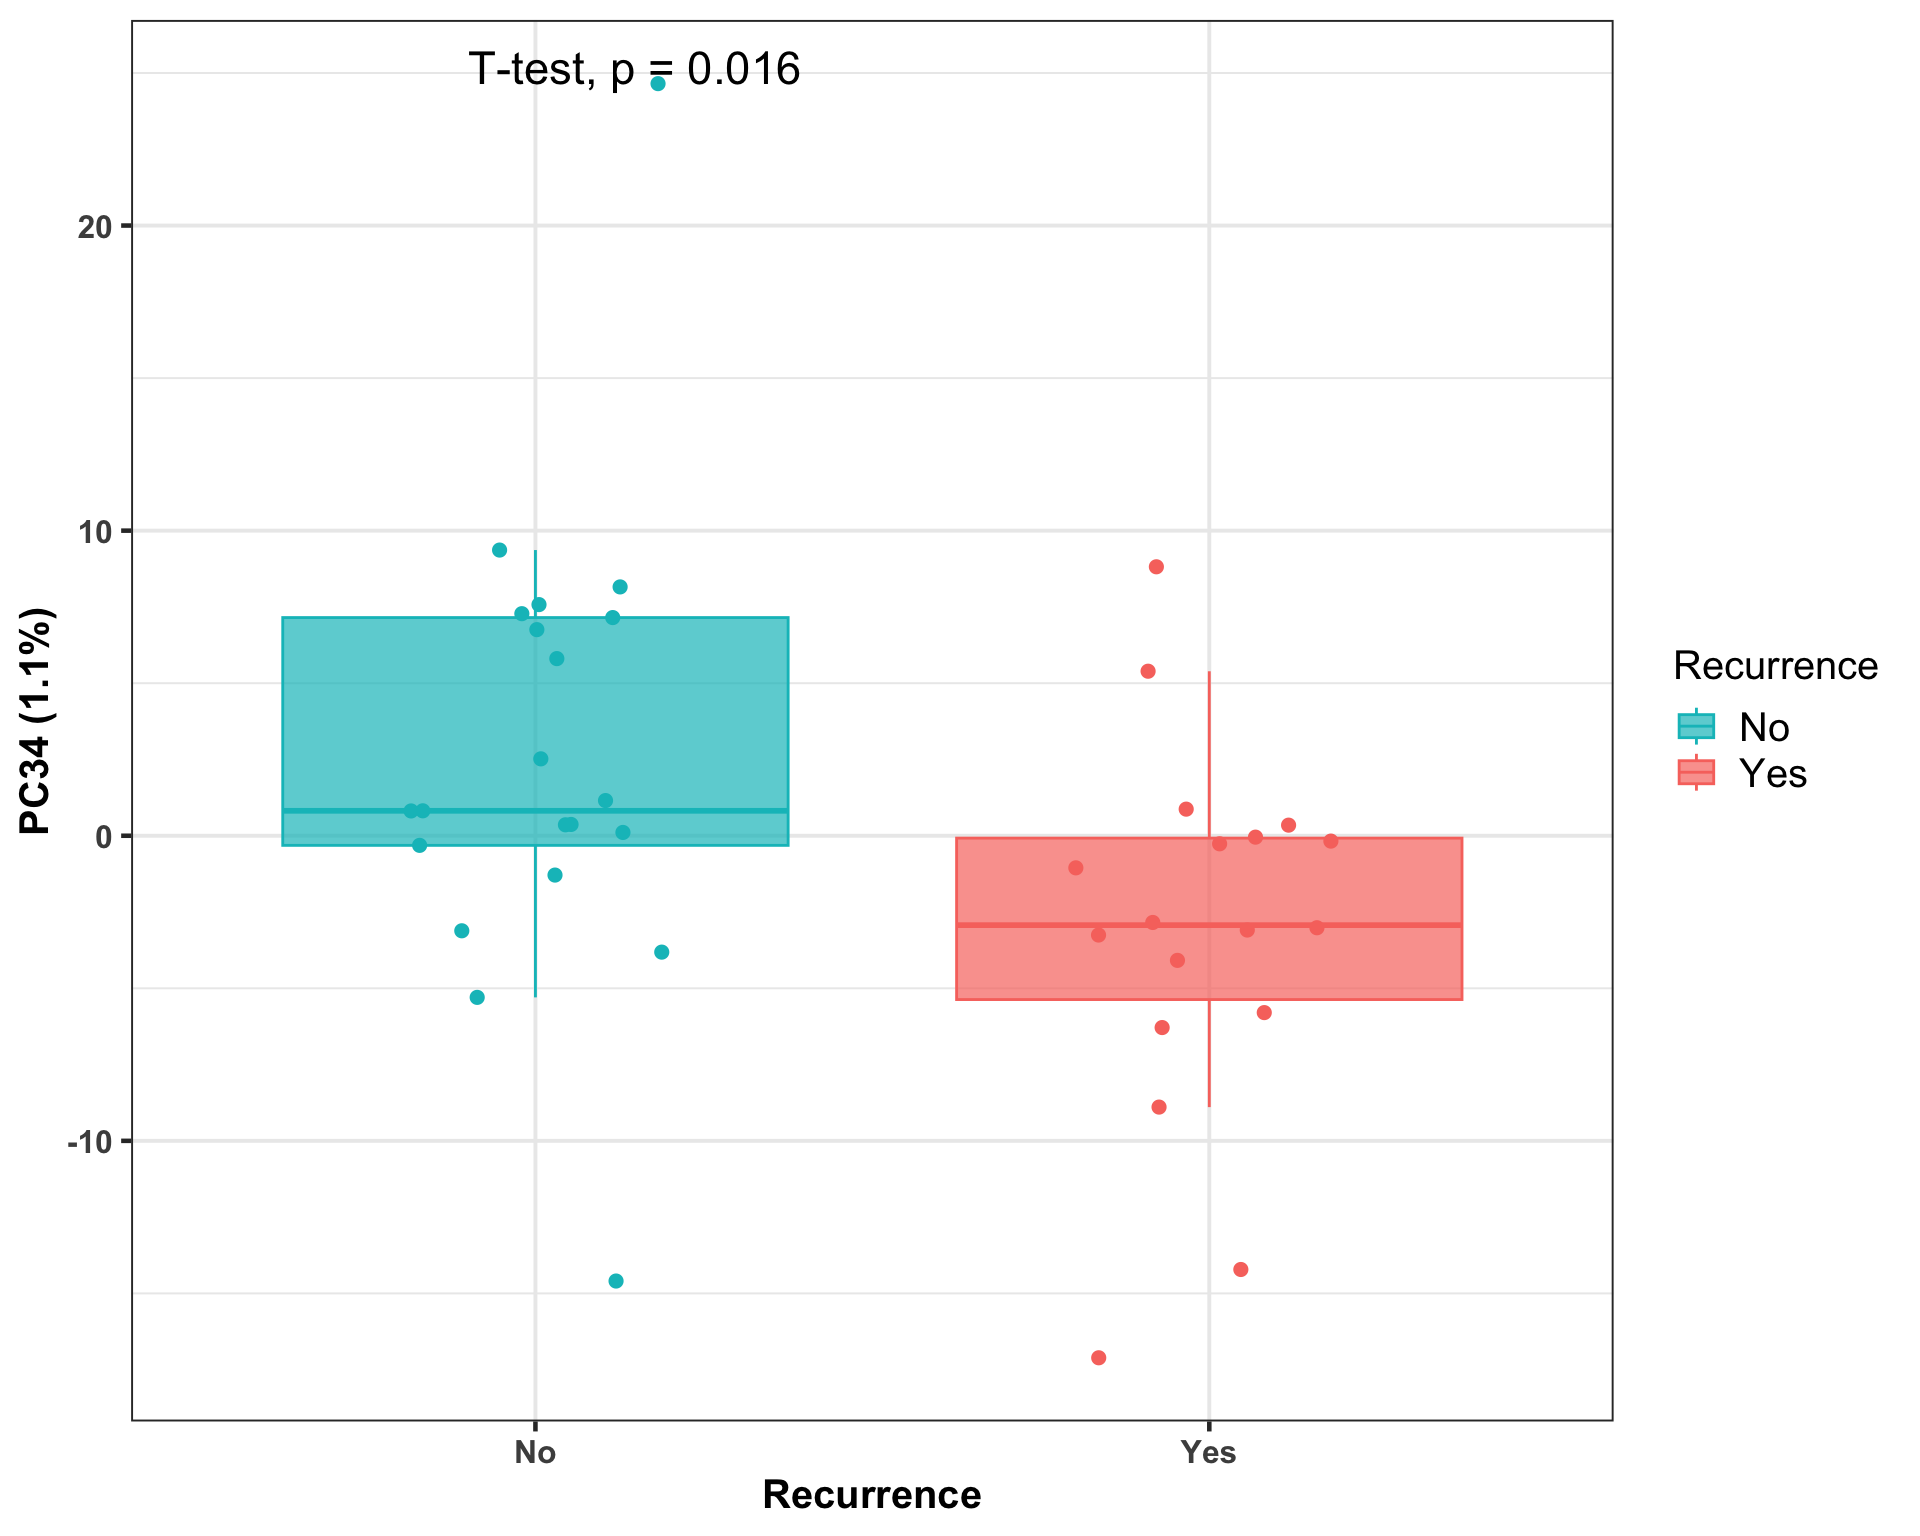 T-test, p = 0.016
20
10
0
-10
PC34 (1.1%)
No
Yes
Recurrence
Recurrence
No
Yes